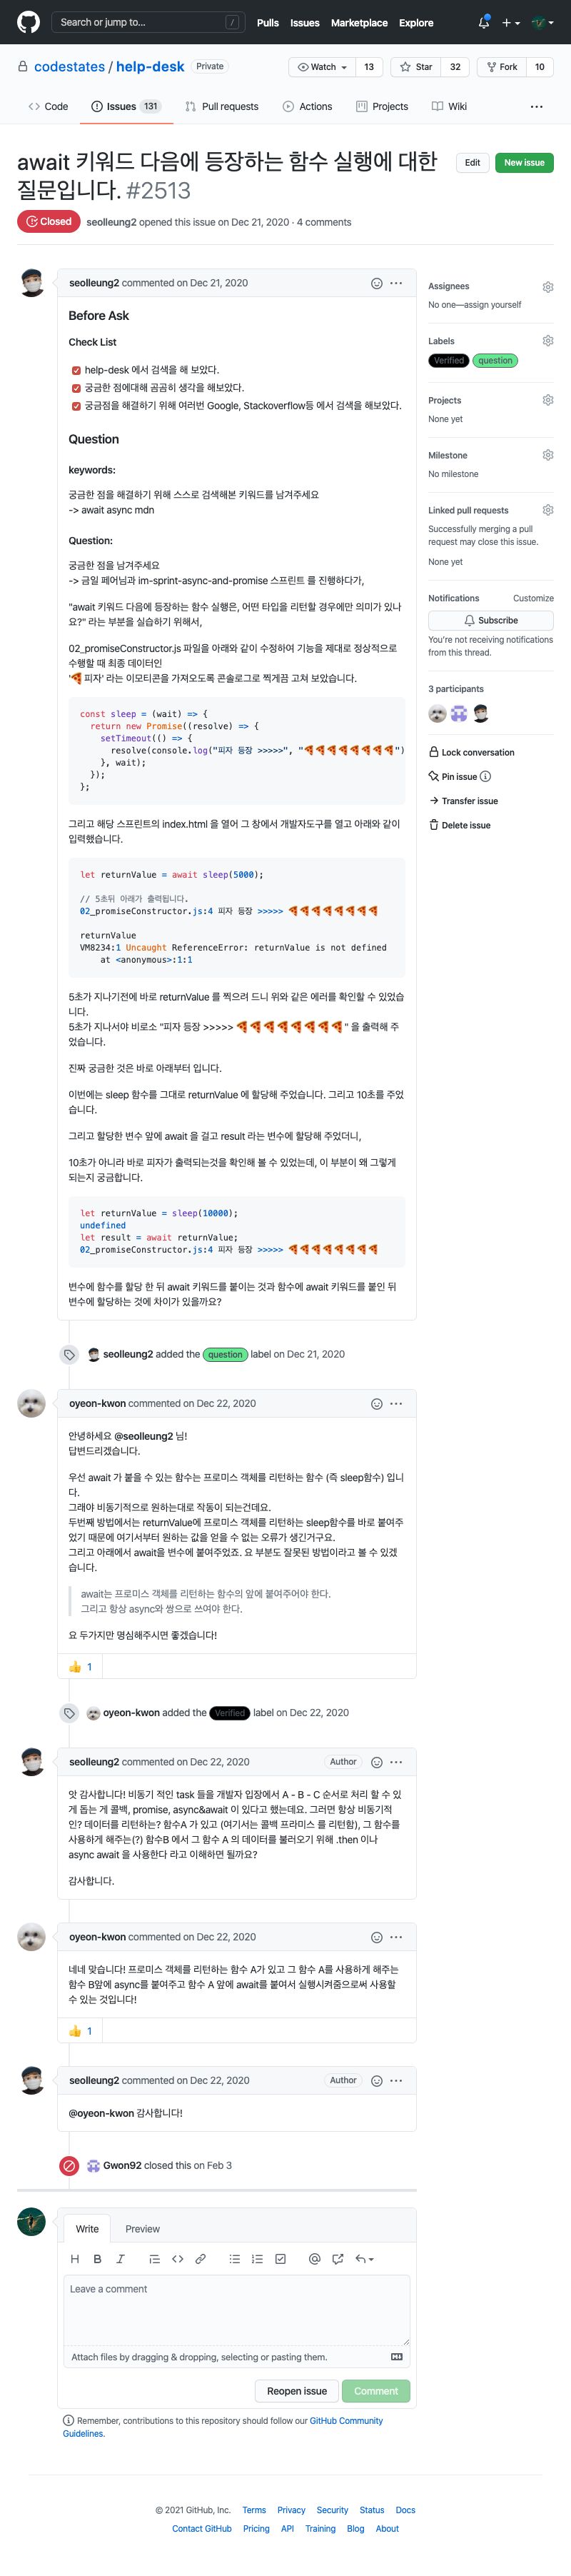 Search or jump to... /
Pulls Issues Marketplace Explore
codestates / help-desk Private
Watch 13 Star 32 Fork 10
Code Issues 131 Pull requests Actions Projects Wiki ...
await 키워드 다음에 등장하는 함수 실행에 대한
질문입니다. #2513
Edit New issue
Closed seolleung2 opened this issue on Dec 21, 2020 · 4 comments
seolleung2 commented on Dec 21, 2020
Before Ask
Check List
help-desk 에서 검색을 해 보았다.
궁금한 점에대해 곰곰히 생각을 해보았다.
궁금점을 해결하기 위해 여러번 Google, Stackoverflow등 에서 검색을 해보았다.
Question
keywords:
궁금한 점을 해결하기 위해 스스로 검색해본 키워드를 남겨주세요
-> await async mdn
Question:
궁금한 점을 남겨주세요
-> 금일 페어님과 im-sprint-async-and-promise 스프린트 를 진행하다가,
"await 키워드 다음에 등장하는 함수 실행은, 어떤 타입을 리턴할 경우에만 의미가 있나
요?" 라는 부분을 실습하기 위해서,
02_promiseConstructor.js 파일을 아래와 같이 수정하여 기능을 제대로 정상적으로
수행할 때 최종 데이터인
'🍕피자' 라는 이모티콘을 가져오도록 콘솔로그로 찍게끔 고쳐 보았습니다.
const sleep = (wait) => {
return new Promise((resolve) => {
setTimeout(() => {
resolve(console.log("피자 등장 >>>>>", "🍕🍕🍕🍕🍕🍕🍕🍕")
}, wait);
});
};
그리고 해당 스프린트의 index.html 을 열어 그 창에서 개발자도구를 열고 아래와 같이
입력했습니다.
let returnValue = await sleep(5000);
// 5초뒤 아래가 출력됩니다.
02_promiseConstructor.js:4 피자 등장 >>>>> 🍕🍕🍕🍕🍕🍕🍕🍕
returnValue
VM8234:1 Uncaught ReferenceError: returnValue is not defined
at <anonymous>:1:1
5초가 지나기전에 바로 returnValue 를 찍으려 드니 위와 같은 에러를 확인할 수 있었습
니다.
5초가 지나서야 비로소 "피자 등장 >>>>> 🍕🍕🍕🍕🍕🍕🍕🍕" 을 출력해 주
었습니다.
진짜 궁금한 것은 바로 아래부터 입니다.
이번에는 sleep 함수를 그대로 returnValue 에 할당해 주었습니다. 그리고 10초를 주었
습니다.
그리고 할당한 변수 앞에 await 을 걸고 result 라는 변수에 할당해 주었더니,
10초가 아니라 바로 피자가 출력되는것을 확인해 볼 수 있었는데, 이 부분이 왜 그렇게
되는지 궁금합니다.
let returnValue = sleep(10000);
undefined
let result = await returnValue;
02_promiseConstructor.js:4 피자 등장 >>>>> 🍕🍕🍕🍕🍕🍕🍕🍕
변수에 함수를 할당 한 뒤 await 키워드를 붙이는 것과 함수에 await 키워드를 붙인 뒤
변수에 할당하는 것에 차이가 있을까요?
seolleung2 added the question label on Dec 21, 2020
oyeon-kwon commented on Dec 22, 2020
안녕하세요 @seolleung2 님!
답변드리겠습니다.
우선 await 가 붙을 수 있는 함수는 프로미스 객체를 리턴하는 함수 (즉 sleep함수) 입니
다.
그래야 비동기적으로 원하는대로 작동이 되는건데요.
두번째 방법에서는 returnValue에 프로미스 객체를 리턴하는 sleep함수를 바로 붙여주
었기 때문에 여기서부터 원하는 값을 얻을 수 없는 오류가 생긴거구요.
그리고 아래에서 await을 변수에 붙여주었죠. 요 부분도 잘못된 방법이라고 볼 수 있겠
습니다.
await는 프로미스 객체를 리턴하는 함수의 앞에 붙여주어야 한다.
그리고 항상 async와 쌍으로 쓰여야 한다.
요 두가지만 명심해주시면 좋겠습니다!
👍 1
oyeon-kwon added the Verified label on Dec 22, 2020
seolleung2 commented on Dec 22, 2020 Author
앗 감사합니다! 비동기 적인 task 들을 개발자 입장에서 A - B - C 순서로 처리 할 수 있
게 돕는 게 콜백, promise, async&await 이 있다고 했는데요. 그러면 항상 비동기적
인? 데이터를 리턴하는? 함수A 가 있고 (여기서는 콜백 프라미스 를 리턴함), 그 함수를
사용하게 해주는(?) 함수B 에서 그 함수 A 의 데이터를 불러오기 위해 .then 이나
async await 을 사용한다 라고 이해하면 될까요?
감사합니다.
oyeon-kwon commented on Dec 22, 2020
네네 맞습니다! 프로미스 객체를 리턴하는 함수 A가 있고 그 함수 A를 사용하게 해주는
함수 B앞에 async를 붙여주고 함수 A 앞에 await를 붙여서 실행시켜줌으로써 사용할
수 있는 것입니다!
👍 1
seolleung2 commented on Dec 22, 2020 Author
@oyeon-kwon 감사합니다!
Gwon92 closed this on Feb 3
Write Preview
Leave a comment
Attach files by dragging & dropping, selecting or pasting them.
Reopen issue Comment
Remember, contributions to this repository should follow our GitHub Community
Guidelines.
Assignees
No one—assign yourself
Labels
Verified question
Projects
None yet
Milestone
No milestone
Linked pull requests
Successfully merging a pull
request may close this issue.
None yet
Notifications Customize
Subscribe
You're not receiving notifications
from this thread.
3 participants
Lock conversation
Pin issue
Transfer issue
Delete issue
© 2021 GitHub, Inc. Terms Privacy Security Status Docs
Contact GitHub Pricing API Training Blog About